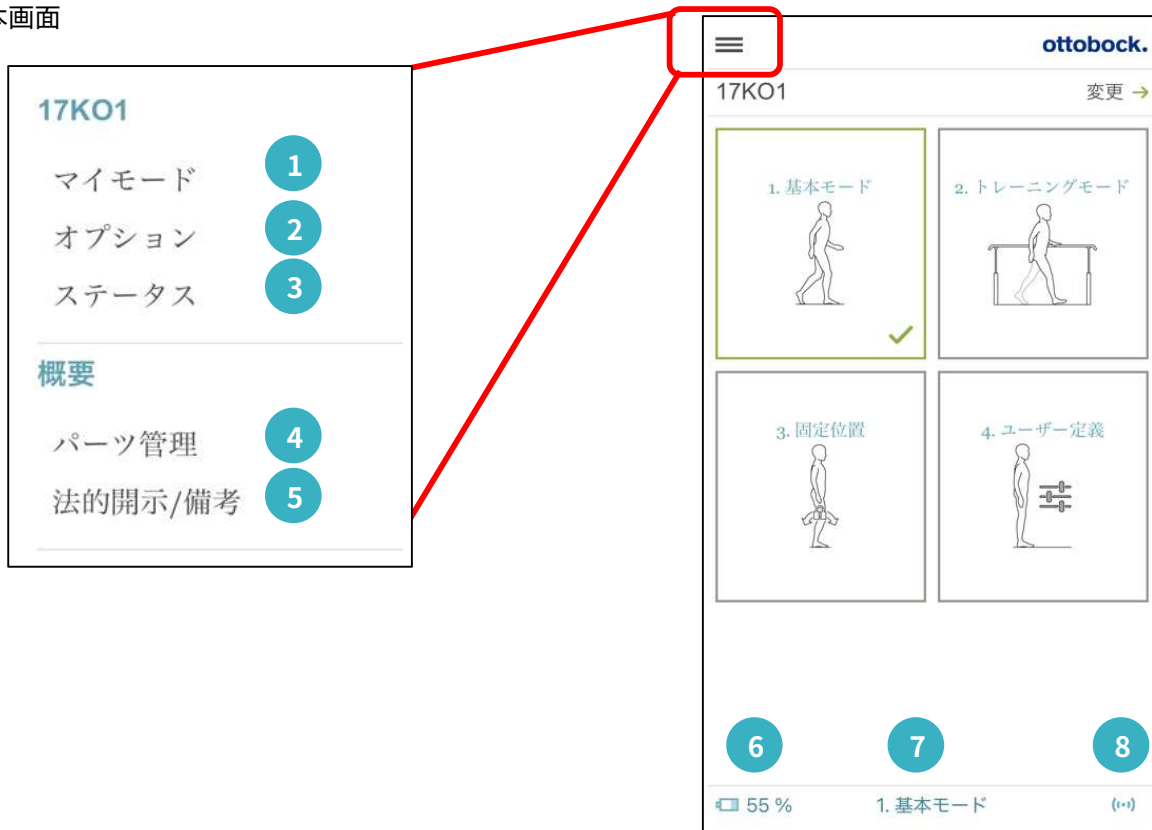 本画面
17KO1
マイモード 1
オプション 2
ステータス 3
概要
パーツ管理 4
法的開示/備考 5
ottobock.
17KO1 変更 →
1. 基本モード
2. トレーニングモード
3. 固定位置
4. ユーザー定義
6 7 8
55 % 1. 基本モード